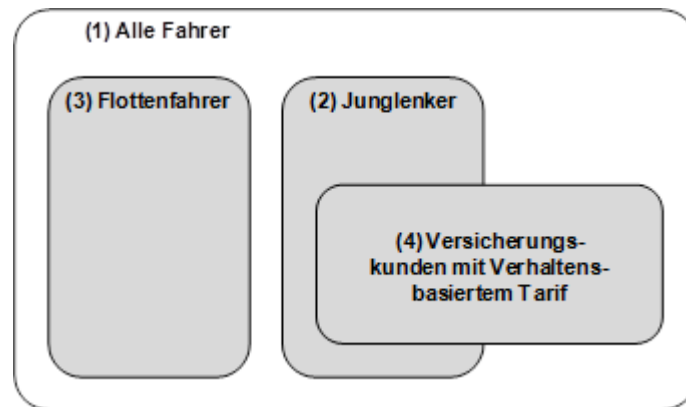 (1) Alle Fahrer
(3) Flottenfahrer
(2) Junglenker
(4) Versicherungs-
kunden mit Verhaltens-
basiertem Tarif